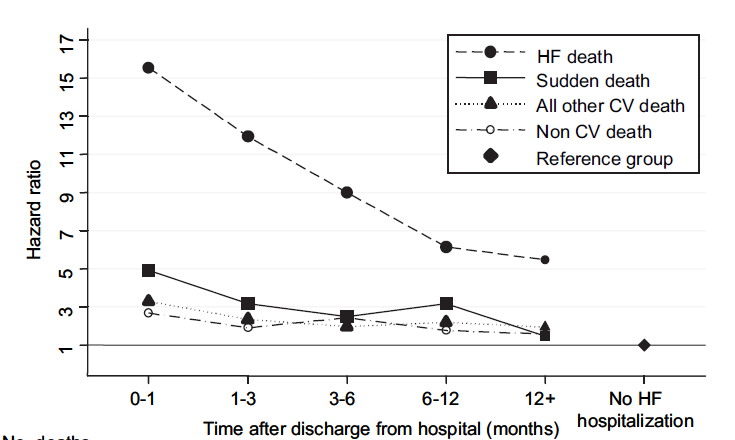 17
15
13
11
9
7
5
3
1
Hazard ratio
HF death
Sudden death
All other CV death
Non CV death
Reference group
0-1
1-3
3-6
6-12
12+
No HF
hospitalization
Time after discharge from hospital (months)
No. deaths